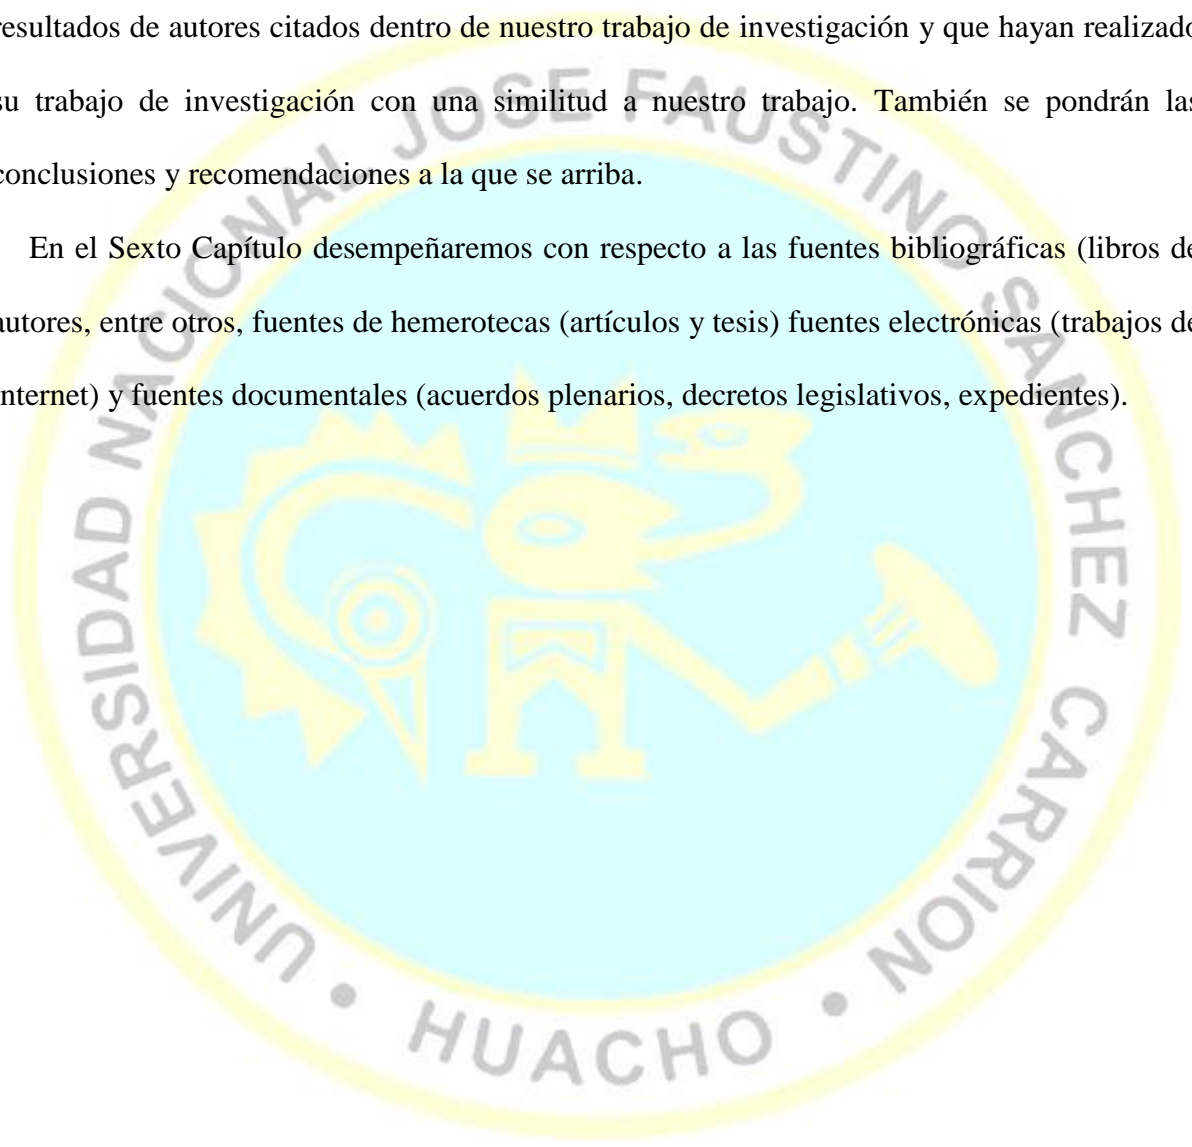 resultados de autores citados dentro de nuestro trabajo de investigación y que hayan realizado
su trabajo de investigación con una similitud a nuestro trabajo. También se pondrán las
conclusiones y recomendaciones a la que se arriba.
En el Sexto Capítulo desempeñaremos con respecto a las fuentes bibliográficas (libros de
autores, entre otros, fuentes de hemerotecas (artículos y tesis) fuentes electrónicas (trabajos de
internet) y fuentes documentales (acuerdos plenarios, decretos legislativos, expedientes).
UNIVERSIDAD NACIONAL JOSE FAUSTINO SANCHEZ CARRION
• HUACHO •